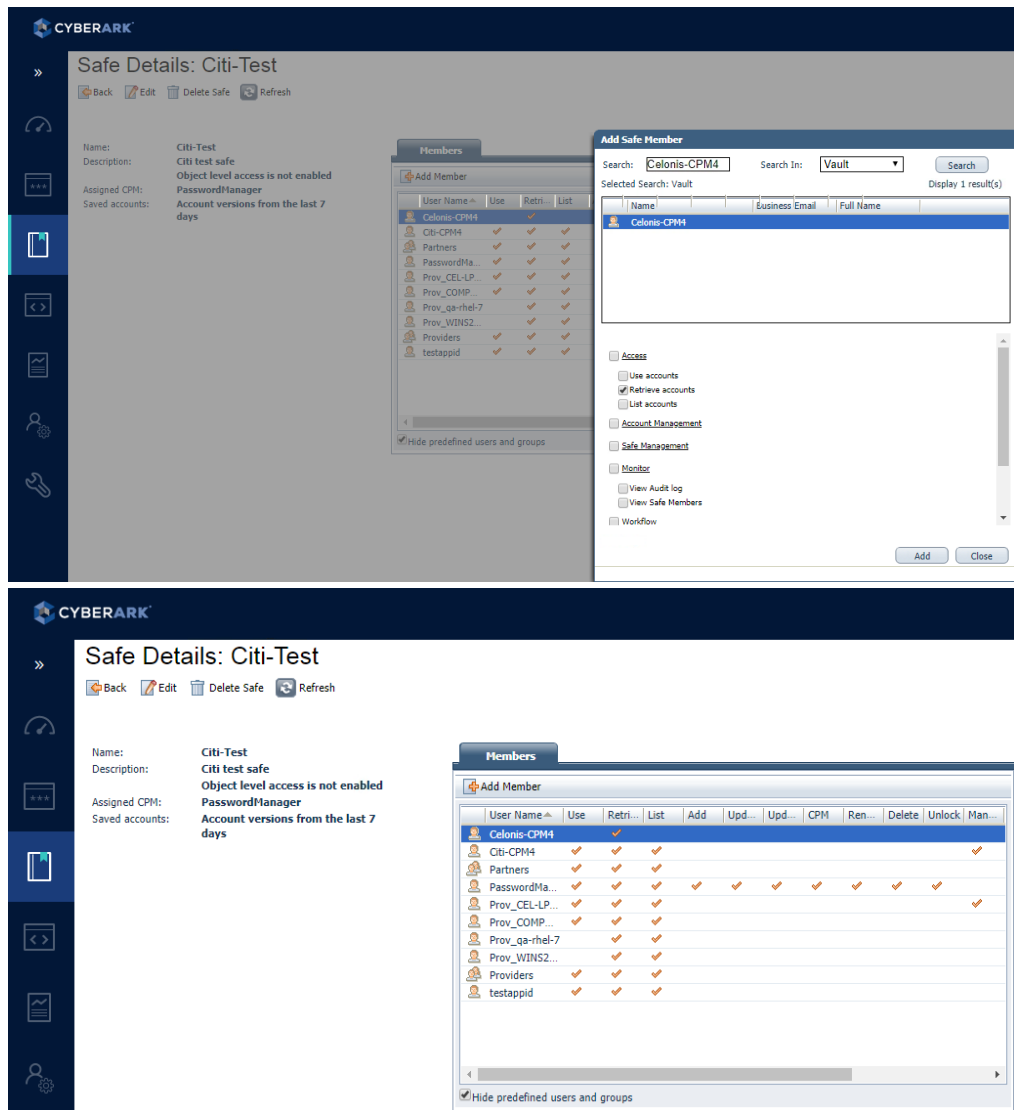 CYBERARK
»
Safe Details: Citi-Test
Back Edit Delete Safe Refresh
Name: Citi-Test
Description: Citi test safe
Object level access is not enabled
Assigned CPM: PasswordManager
Saved accounts: Account versions from the last 7
days
Members
Add Member
User Name Use Retri... List
Celonis-CPM4
Citi-CPM4
Partners
PasswordMa...
Prov_CEL-LP...
Prov_COMP...
Prov_qa-rhel-7
Prov_WINS2...
Providers
testappid
Hide predefined users and groups
Add Safe Member
Search: Celonis-CPM4 Search In: Vault Search
Selected Search: Vault Display 1 result(s)
Name Business Email Full Name
Celonis-CPM4
Access
Use accounts
Retrieve accounts
List accounts
Account Management
Safe Management
Monitor
View Audit log
View Safe Members
Workflow
Add Close
CYBERARK
»
Safe Details: Citi-Test
Back Edit Delete Safe Refresh
Name: Citi-Test
Description: Citi test safe
Object level access is not enabled
Assigned CPM: PasswordManager
Saved accounts: Account versions from the last 7
days
Members
Add Member
User Name Use Retri... List Add Upd... Upd... CPM Ren... Delete Unlock Man...
Celonis-CPM4
Citi-CPM4
Partners
PasswordMa...
Prov_CEL-LP...
Prov_COMP...
Prov_qa-rhel-7
Prov_WINS2...
Providers
testappid
Hide predefined users and groups